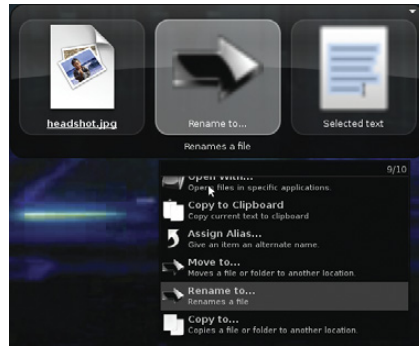 headshot.jpg
Rename to...
Selected text
Renames a file
9/10
Open With...
Opens files in specific applications.
Copy to Clipboard
Copy current text to clipboard
Assign Alias...
Give an item an alternate name.
Move to...
Moves a file or folder to another location.
Rename to...
Renames a file
Copy to...
Copies a file or folder to another location.